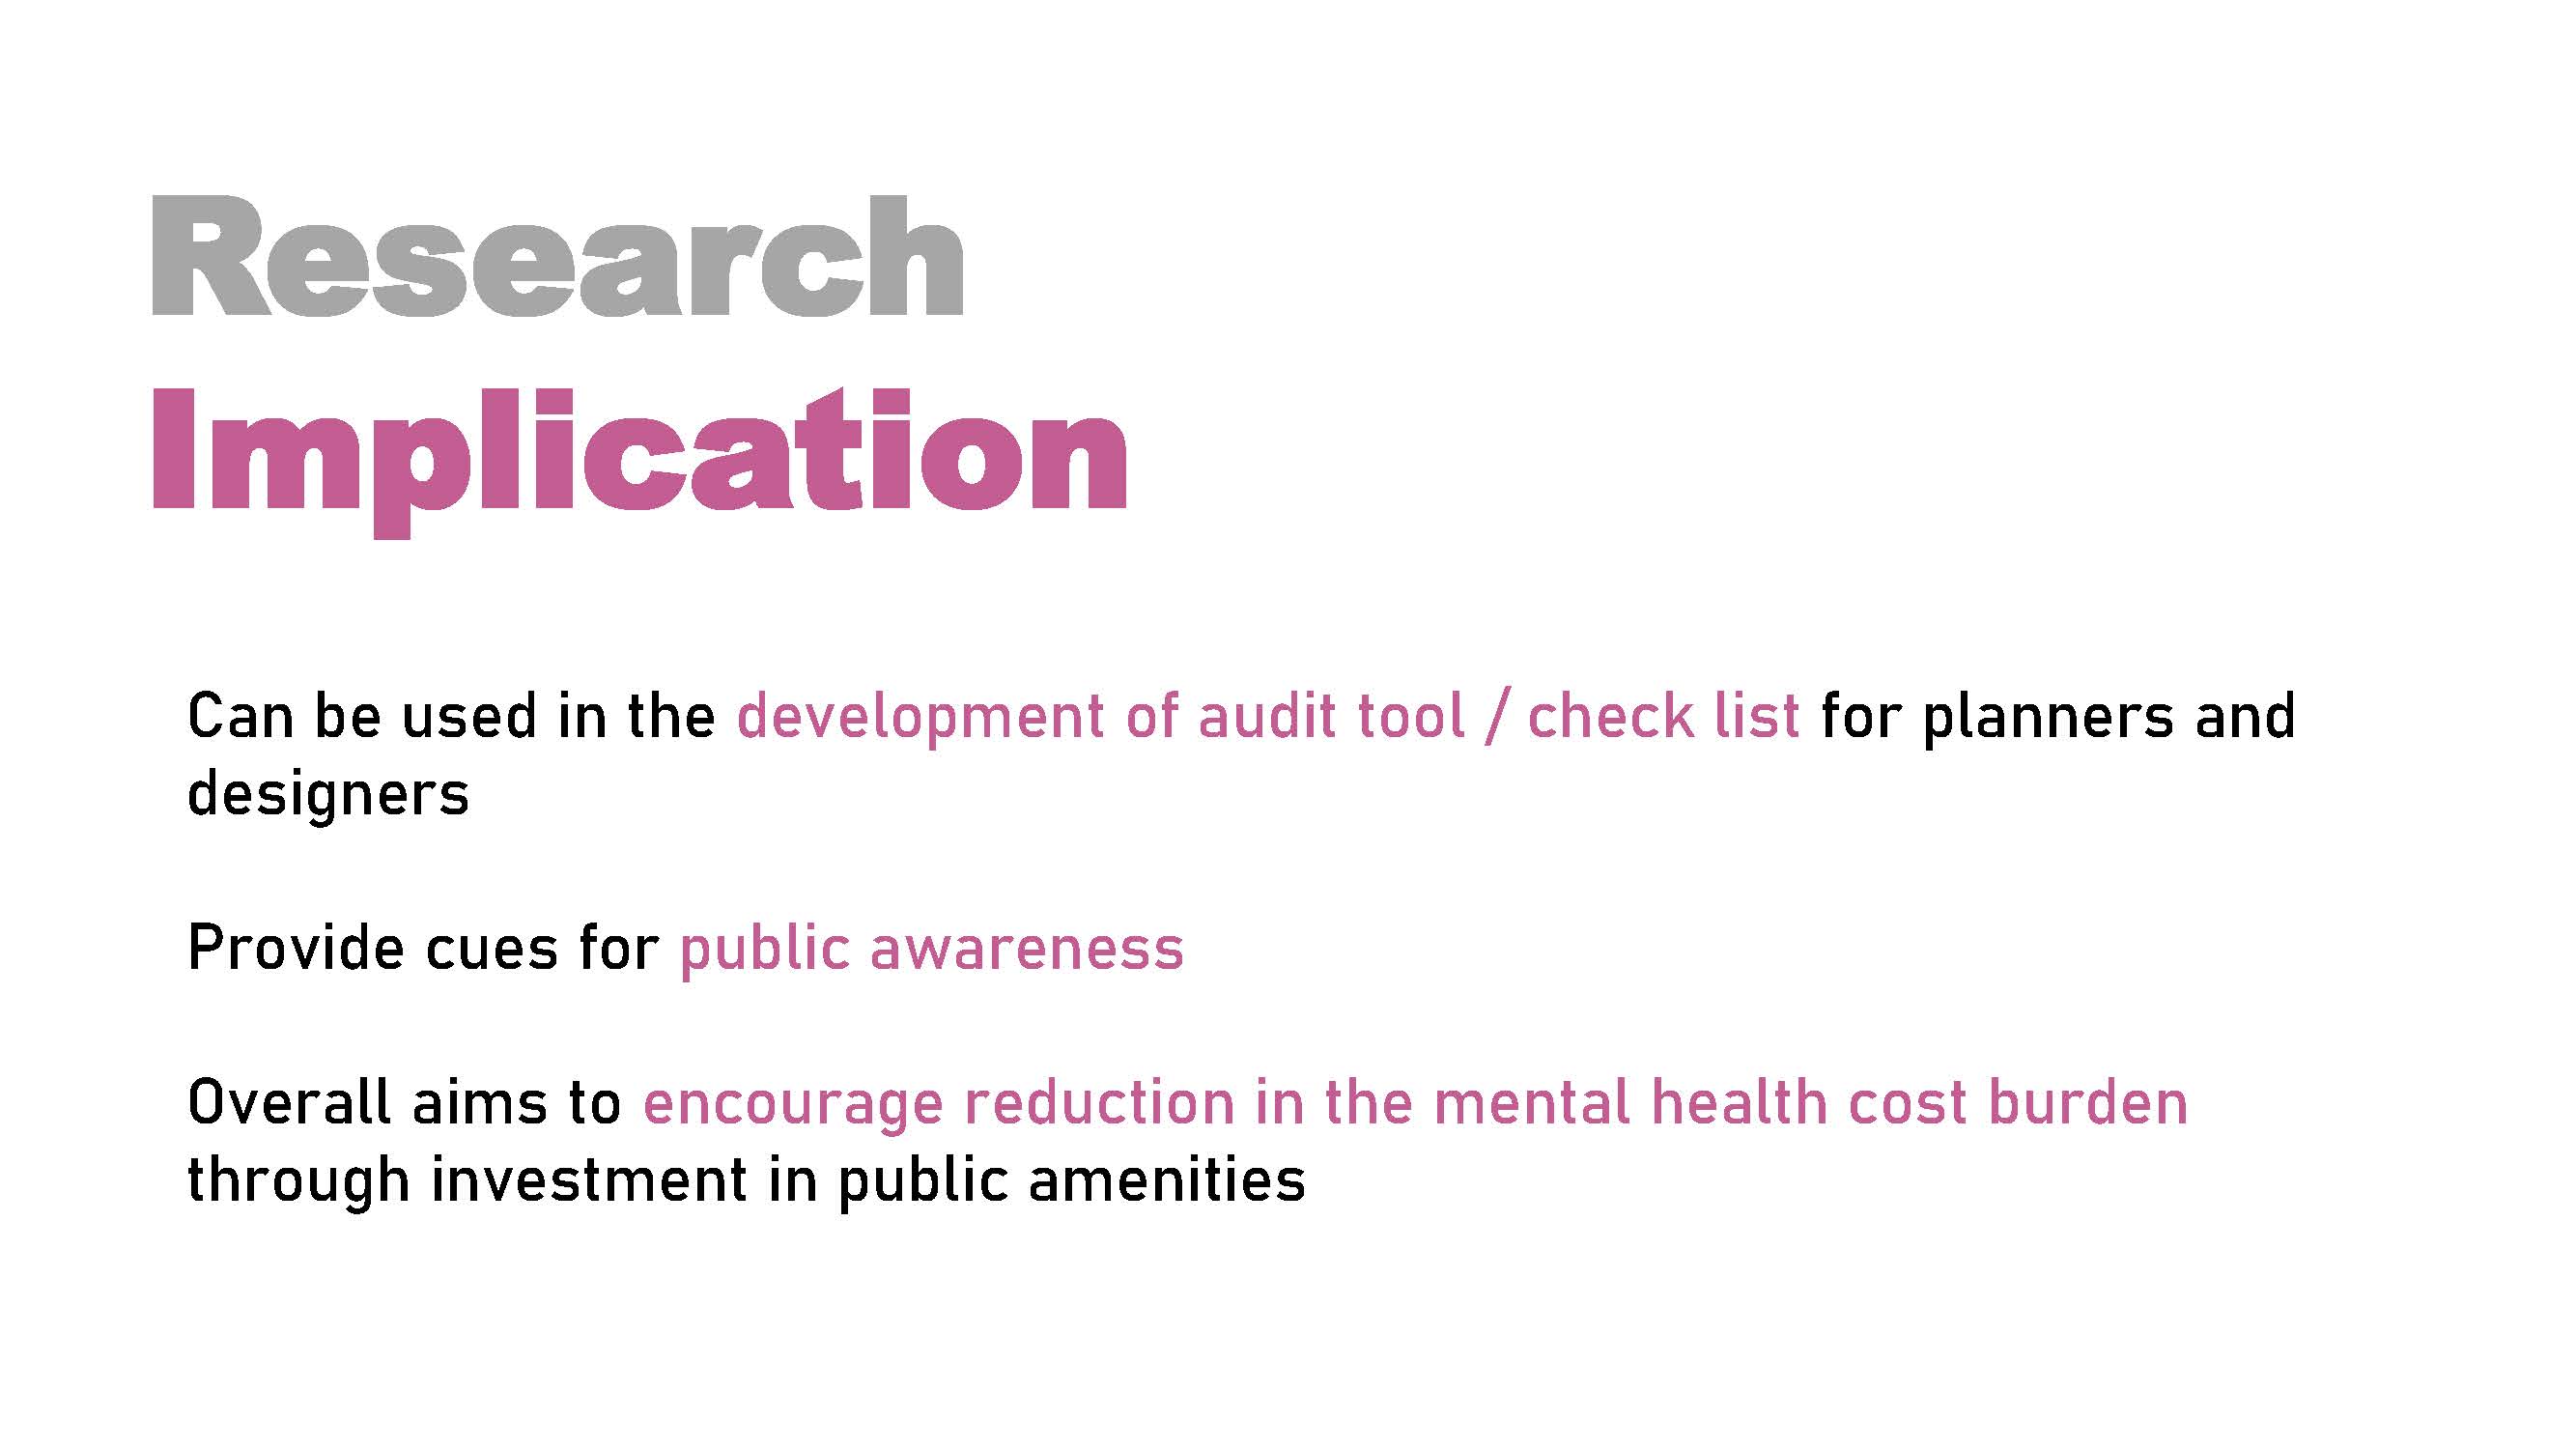 Research
Implication
Can be used in the development of audit tool / check list for planners and
designers
Provide cues for public awareness
Overall aims to encourage reduction in the mental health cost burden
through investment in public amenities